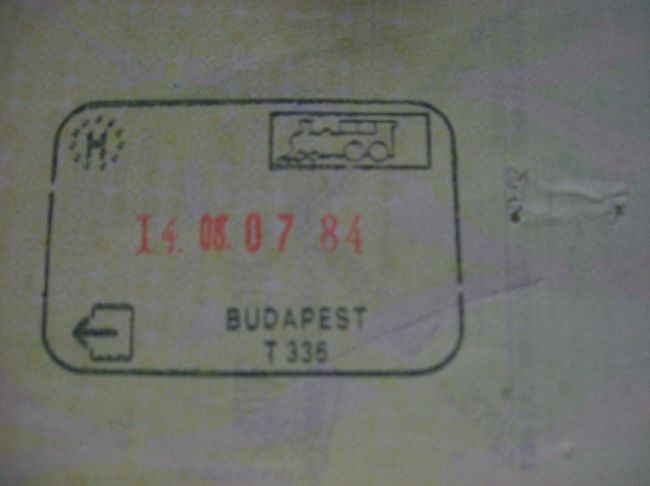 H
14. 08. 07 84
BUDAPEST
T 336